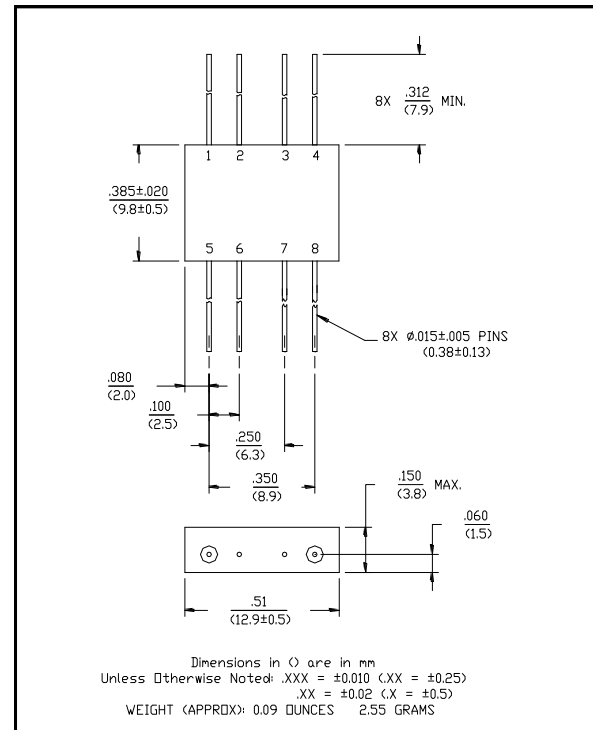 8X .312 MIN.
(7.9)
1 2 3 4
.385±.020
(9.8±0.5)
5 6 7 8
8X ø.015±.005 PINS
(0.38±0.13)
.080
(2.0)
.100
(2.5)
.250
(6.3)
.350
(8.9)
.150 MAX.
(3.8)
.060
(1.5)
.51
(12.9±0.5)
Dimensions in () are in mm
Unless Otherwise Noted: .XXX = ±0.010 (.XX = ±0.25)
.XX = ±0.02 (.X = ±0.5)
WEIGHT (APPROX): 0.09 OUNCES 2.55 GRAMS